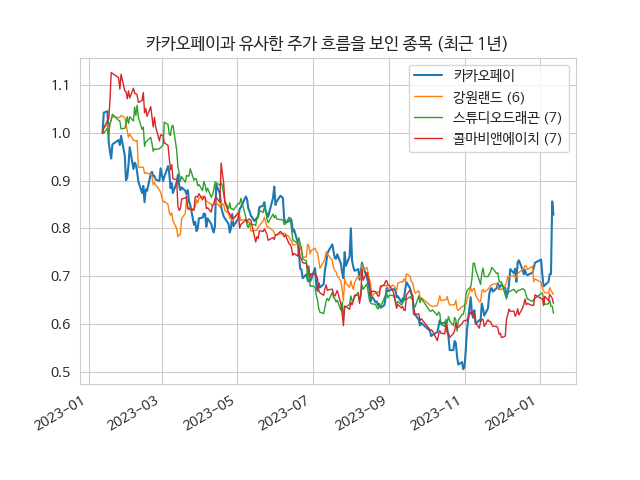 카카오페이과 유사한 주가 흐름을 보인 종목 (최근 1년)
카카오페이
강원랜드 (6)
스튜디오드래곤 (7)
콜마비앤에이치 (7)
1.1
1.0
0.9
0.8
0.7
0.6
0.5
2023-01
2023-03
2023-05
2023-07
2023-09
2023-11
2024-01